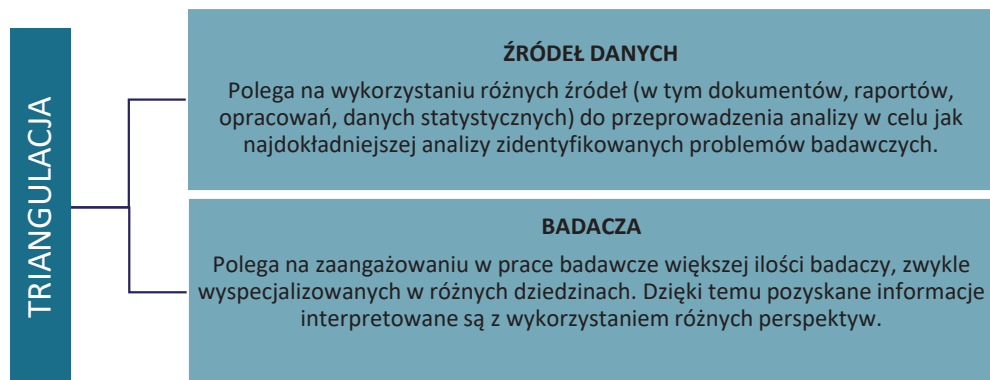 TRIANGULACJA
ŹRÓDEŁ DANYCH
Polega na wykorzystaniu różnych źródeł (w tym dokumentów, raportów,
opracowań, danych statystycznych) do przeprowadzenia analizy w celu jak
najdokładniejszej analizy zidentyfikowanych problemów badawczych.
BADACZA
Polega na zaangażowaniu w prace badawcze większej ilości badaczy, zwykle
wyspecjalizowanych w różnych dziedzinach. Dzięki temu pozyskane informacje
interpretowane są z wykorzystaniem różnych perspektyw.